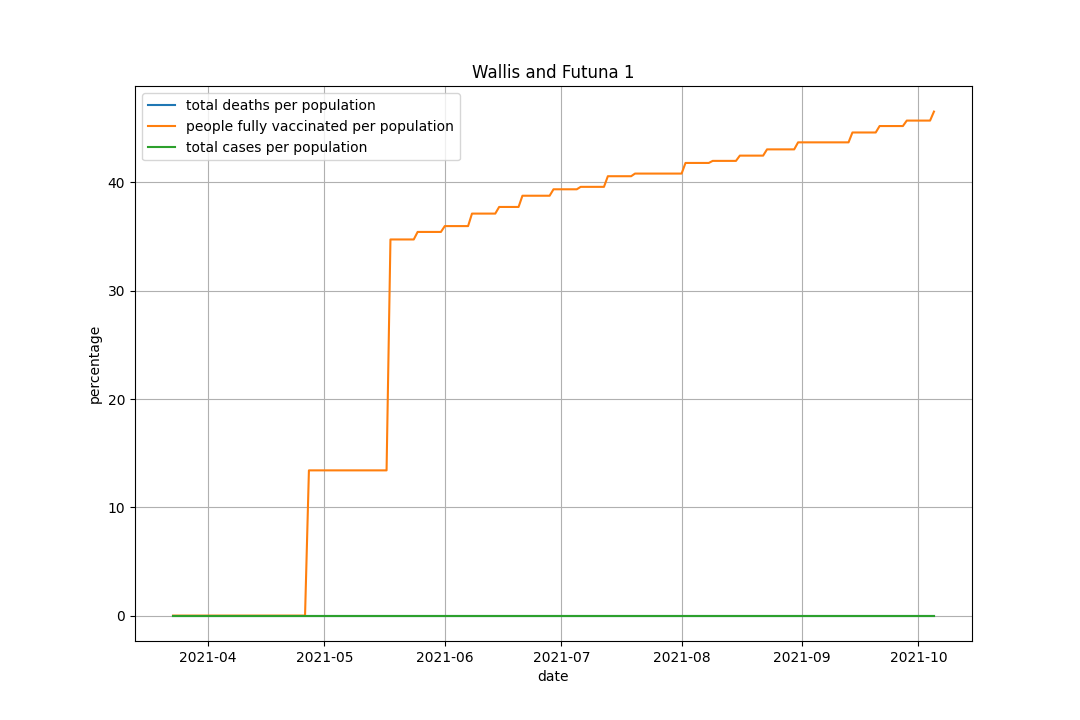 Wallis and Futuna 1
total deaths per population
people fully vaccinated per population
total cases per population
40
30
20
10
0
percentage
2021-04 2021-05 2021-06 2021-07 2021-08 2021-09 2021-10
date